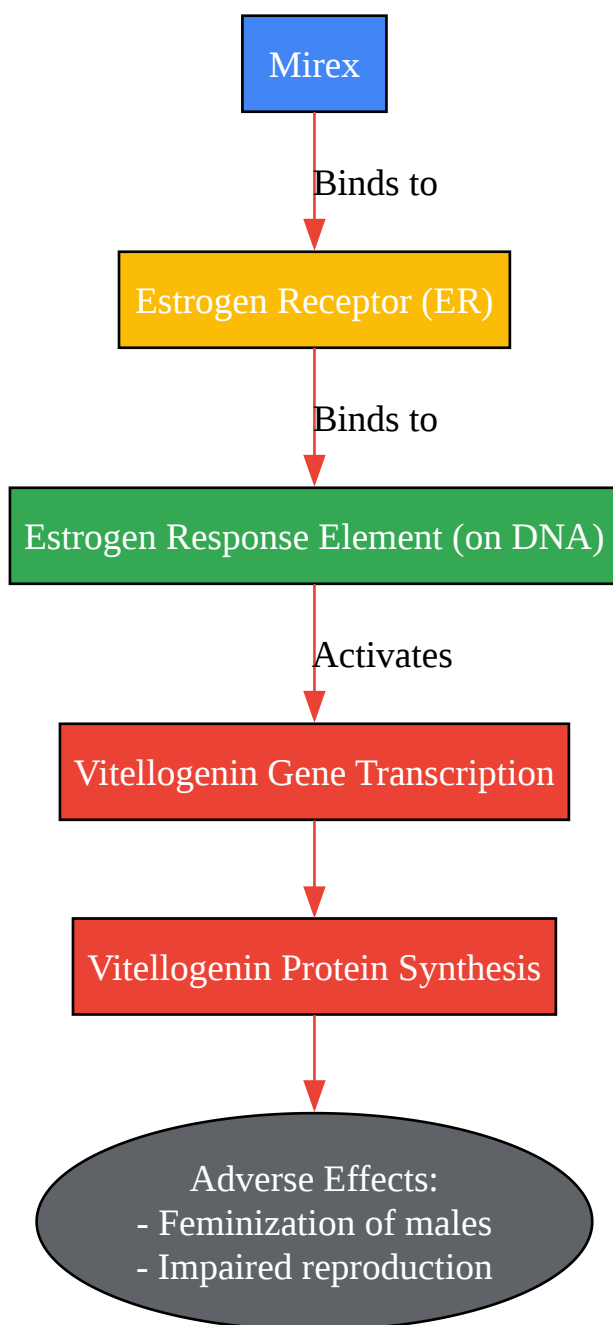 Mirex
Binds to
Estrogen Receptor (ER)
Binds to
Estrogen Response Element (on DNA)
Activates
Vitellogenin Gene Transcription
Vitellogenin Protein Synthesis
Adverse Effects:
- Feminization of males
- Impaired reproduction